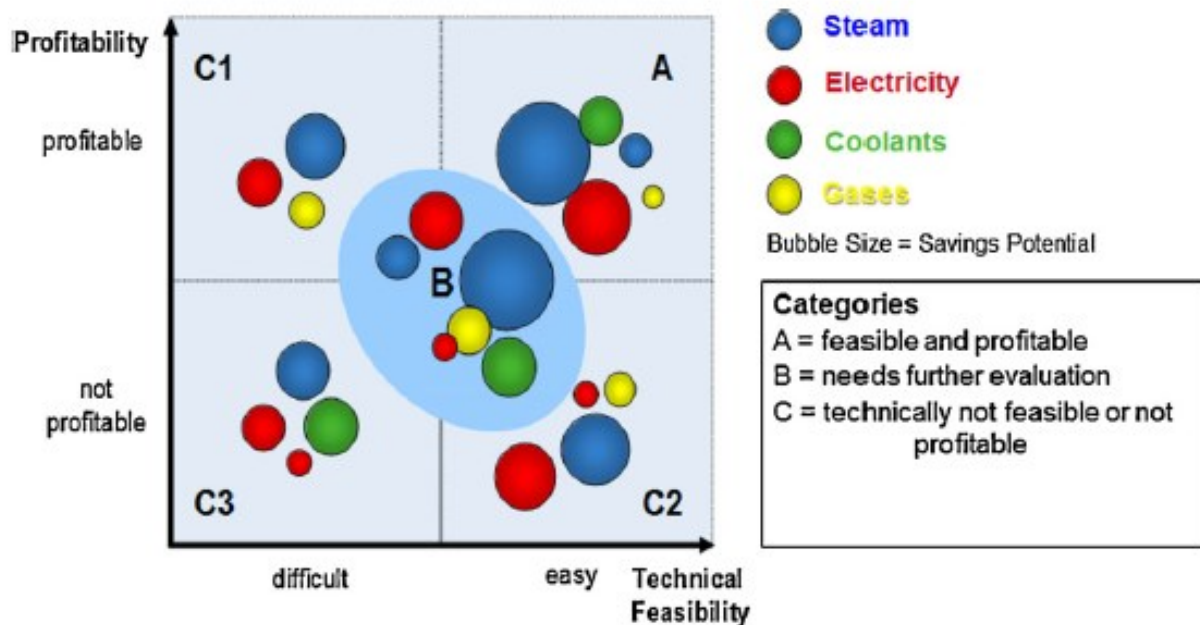 Profitability
C1
A
profitable
B
not
profitable
C3
C2
difficult
easy
Technical
Feasibility
Steam
Electricity
Coolants
Gases
Bubble Size = Savings Potential
Categories
A = feasible and profitable
B = needs further evaluation
C = technically not feasible or not
profitable